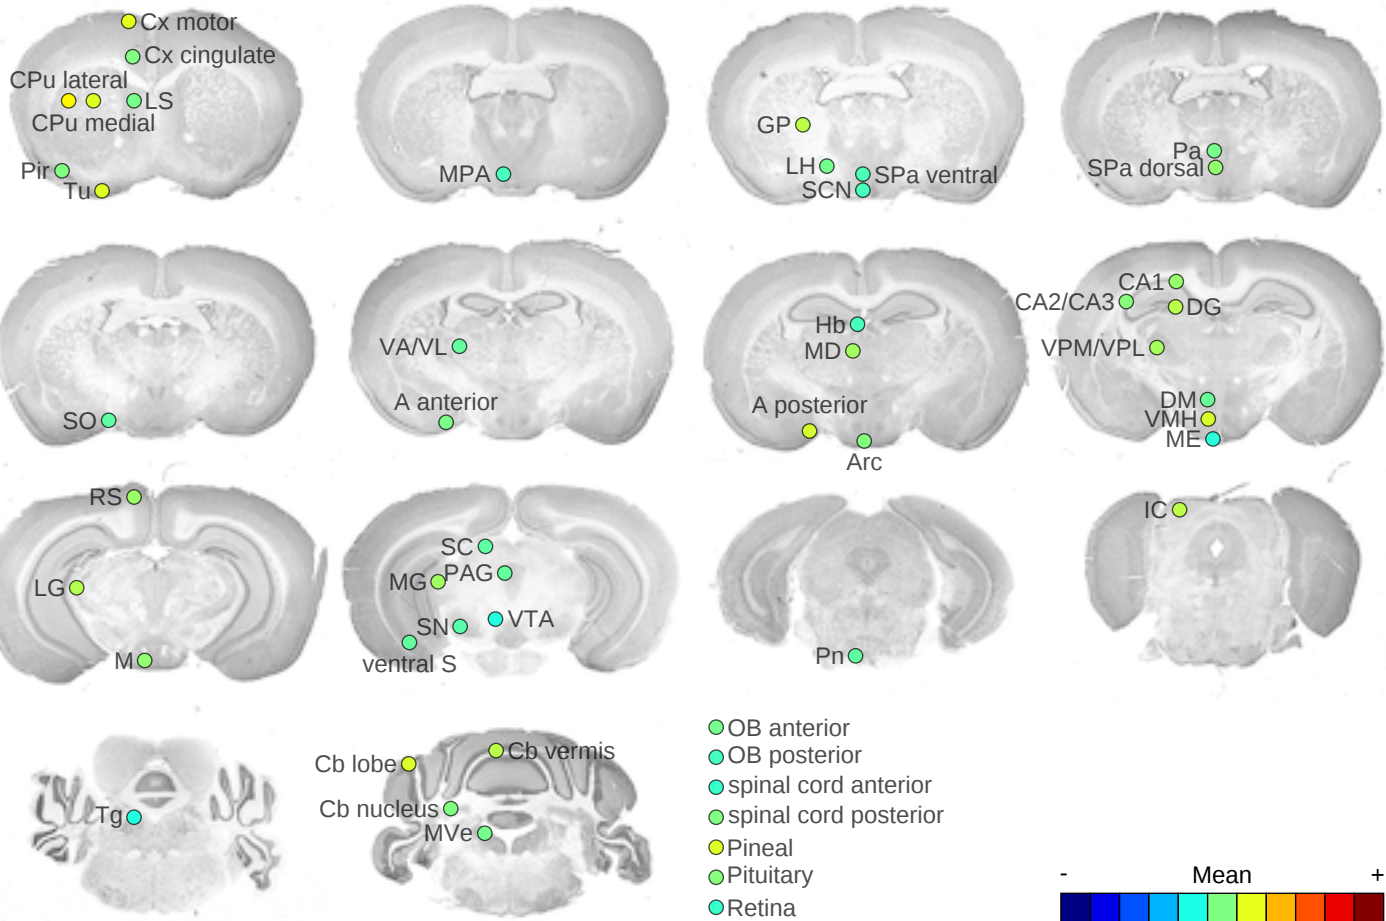 Cx motor
Cx cingulate
CPu lateral
LS
CPu medial
Pir
Tu
MPA
GP
LH
SPa ventral
SCN
Pa
SPa dorsal
SO
VA/VL
A anterior
Hb
MD
A posterior
Arc
CA1
CA2/CA3
DG
VPM/VPL
DM
VMH
ME
RS
LG
M
SC
PAG
MG
VTA
SN
ventral S
Pn
IC
Tg
Cb vermis
Cb lobe
Cb nucleus
MVe
OB anterior
OB posterior
spinal cord anterior
spinal cord posterior
Pineal
Pituitary
Retina
- Mean +